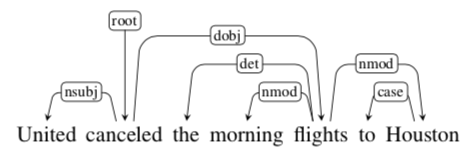 root
dobj
det
nmod
nsubj
nmod
case
United canceled the morning flights to Houston